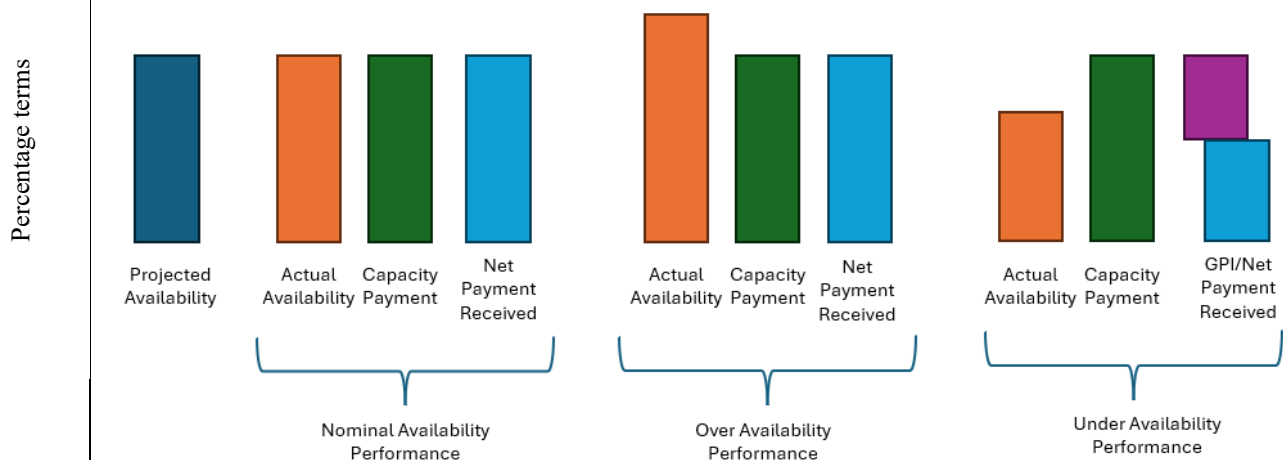 Percentage terms
Projected
Availability
Actual
Availability
Capacity
Payment
Net
Payment
Received
Actual
Availability
Capacity
Payment
Net
Payment
Received
Actual
Availability
Capacity
Payment
GPI/Net
Payment
Received
Nominal Availability
Performance
Over Availability
Performance
Under Availability
Performance